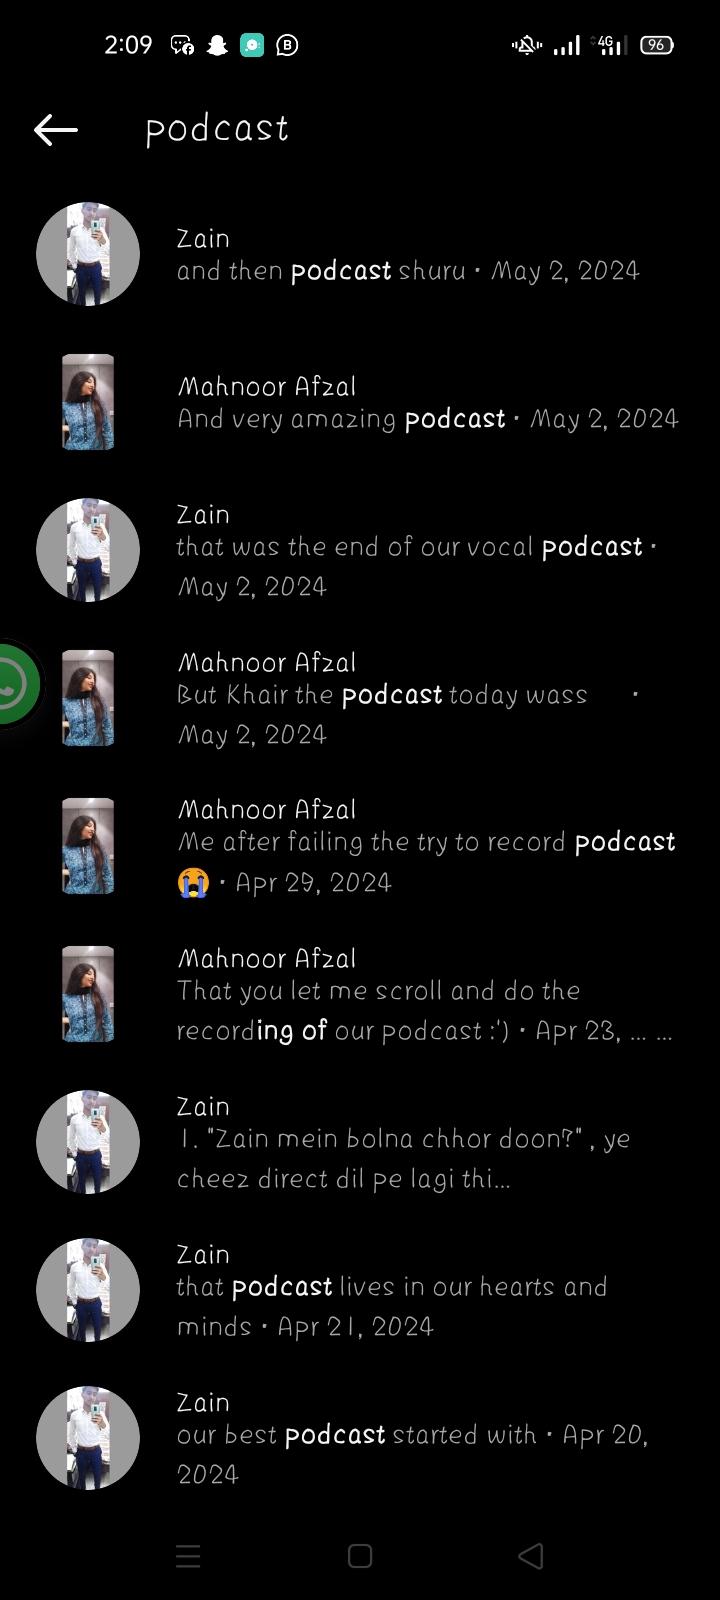 2:09
4G
96
podcast
Zain
and then podcast shuru · May 2, 2024
Mahnoor Afzal
And very amazing podcast · May 2, 2024
Zain
that was the end of our vocal podcast ·
May 2, 2024
Mahnoor Afzal
But Khair the podcast today wass ·
May 2, 2024
Mahnoor Afzal
Me after failing the try to record podcast
😭 · Apr 29, 2024
Mahnoor Afzal
That you let me scroll and do the
recording of our podcast :') · Apr 23, ... ...
Zain
1. "Zain mein bolna chhor doon?" , ye
cheez direct dil pe lagi thi...
Zain
that podcast lives in our hearts and
minds · Apr 21, 2024
Zain
our best podcast started with · Apr 20,
2024